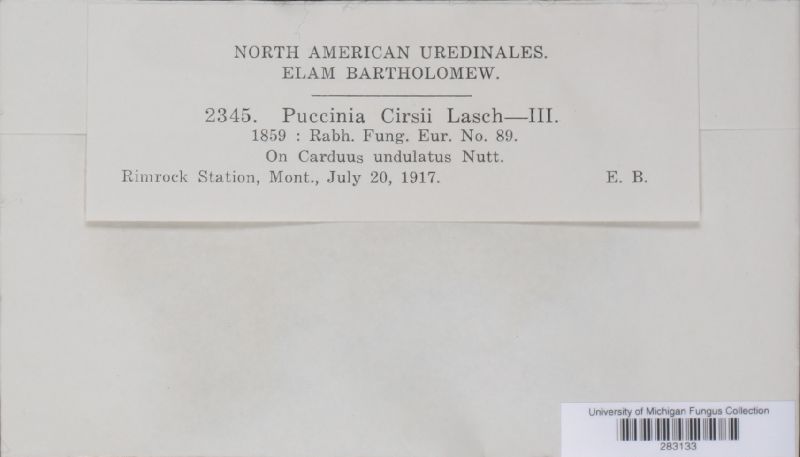 NORTH AMERICAN UREDINALES.
ELAM BARTHOLOMEW.
2345. Puccinia Cirsii Lasch—III.
1859 : Rabh. Fung. Eur. No. 89.
On Carduus undulatus Nutt.
Rimrock Station, Mont., July 20, 1917. E. B.
University of Michigan Fungus Collection
283133